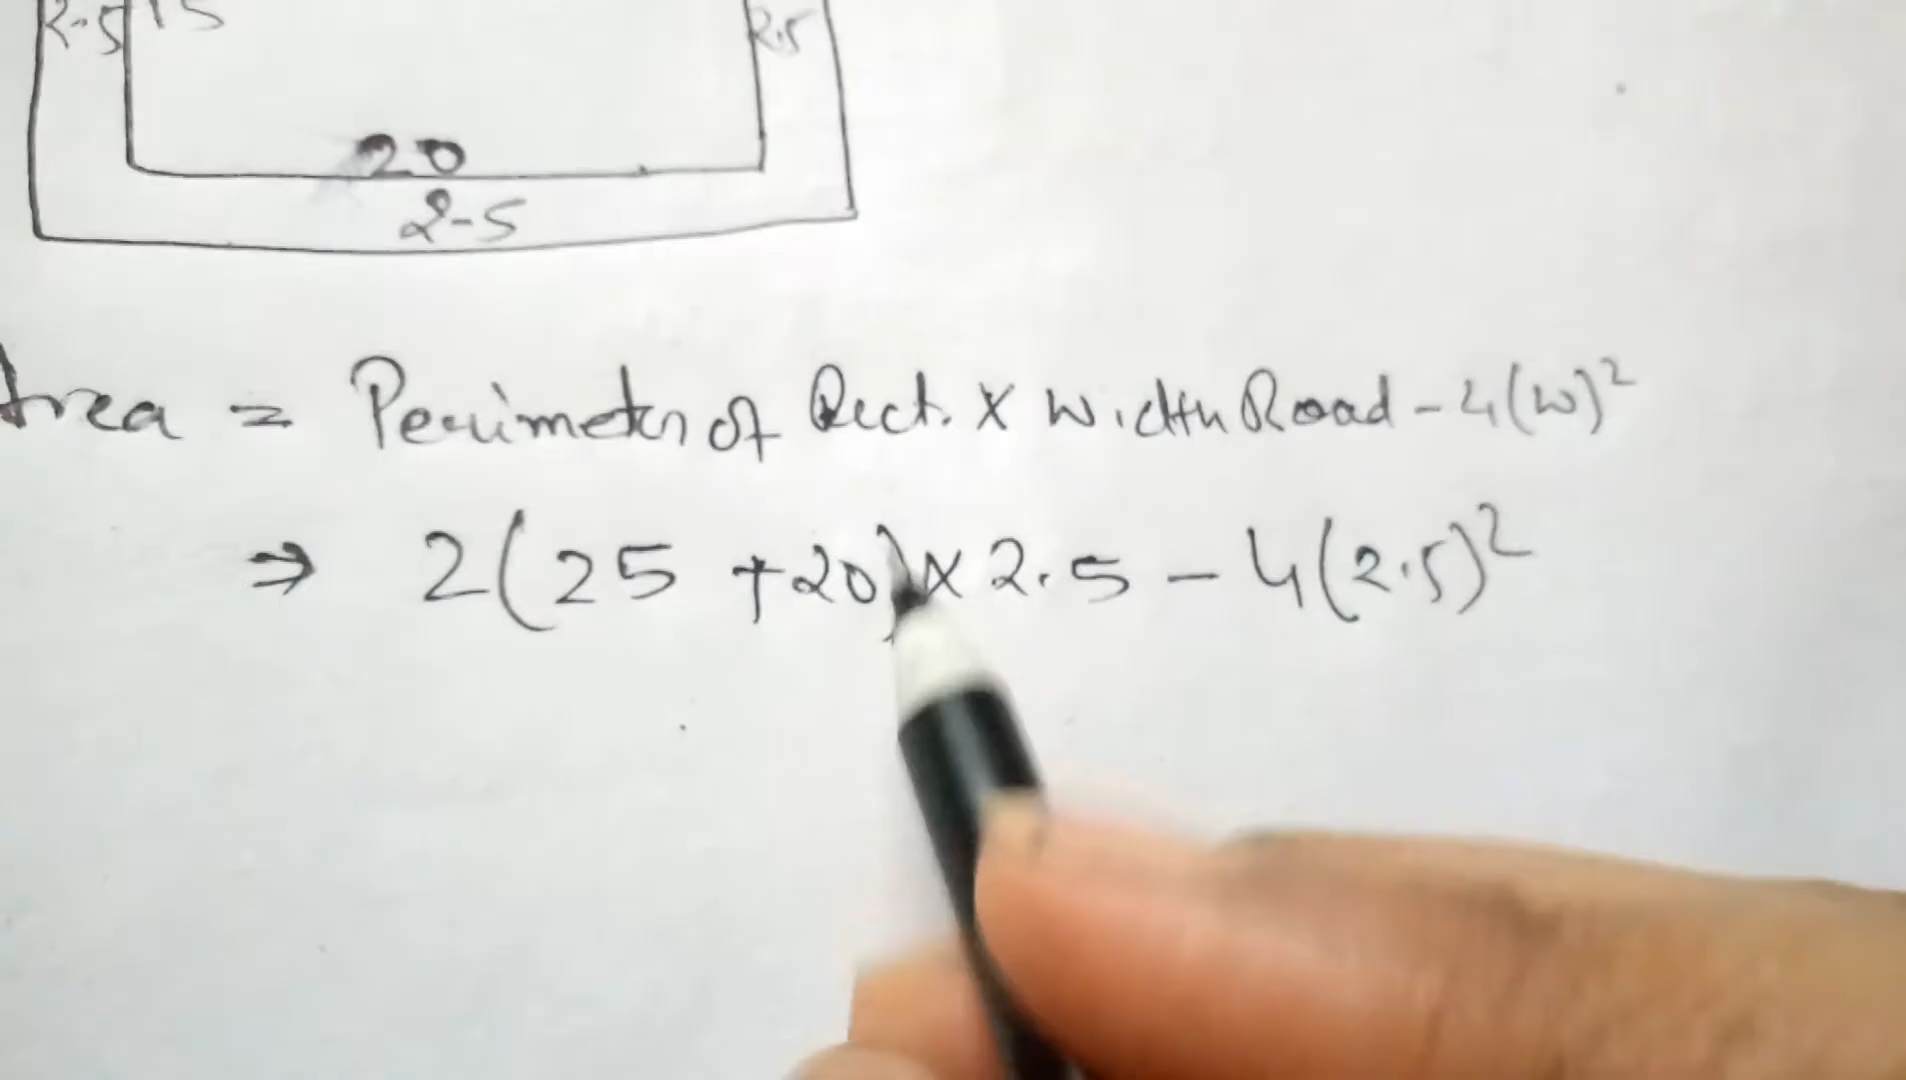 2.5 15 2.5
20
2-5
Area = Perimeter of Rect. X Width Road - 4(w)²
⇒ 2(25 +20)×2.5 - 4(2.5)²